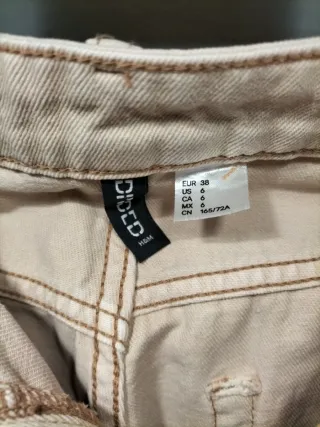 DIVIDED
H&M
EUR 38
US 6
CA 6
MX 6
CN 165/72A